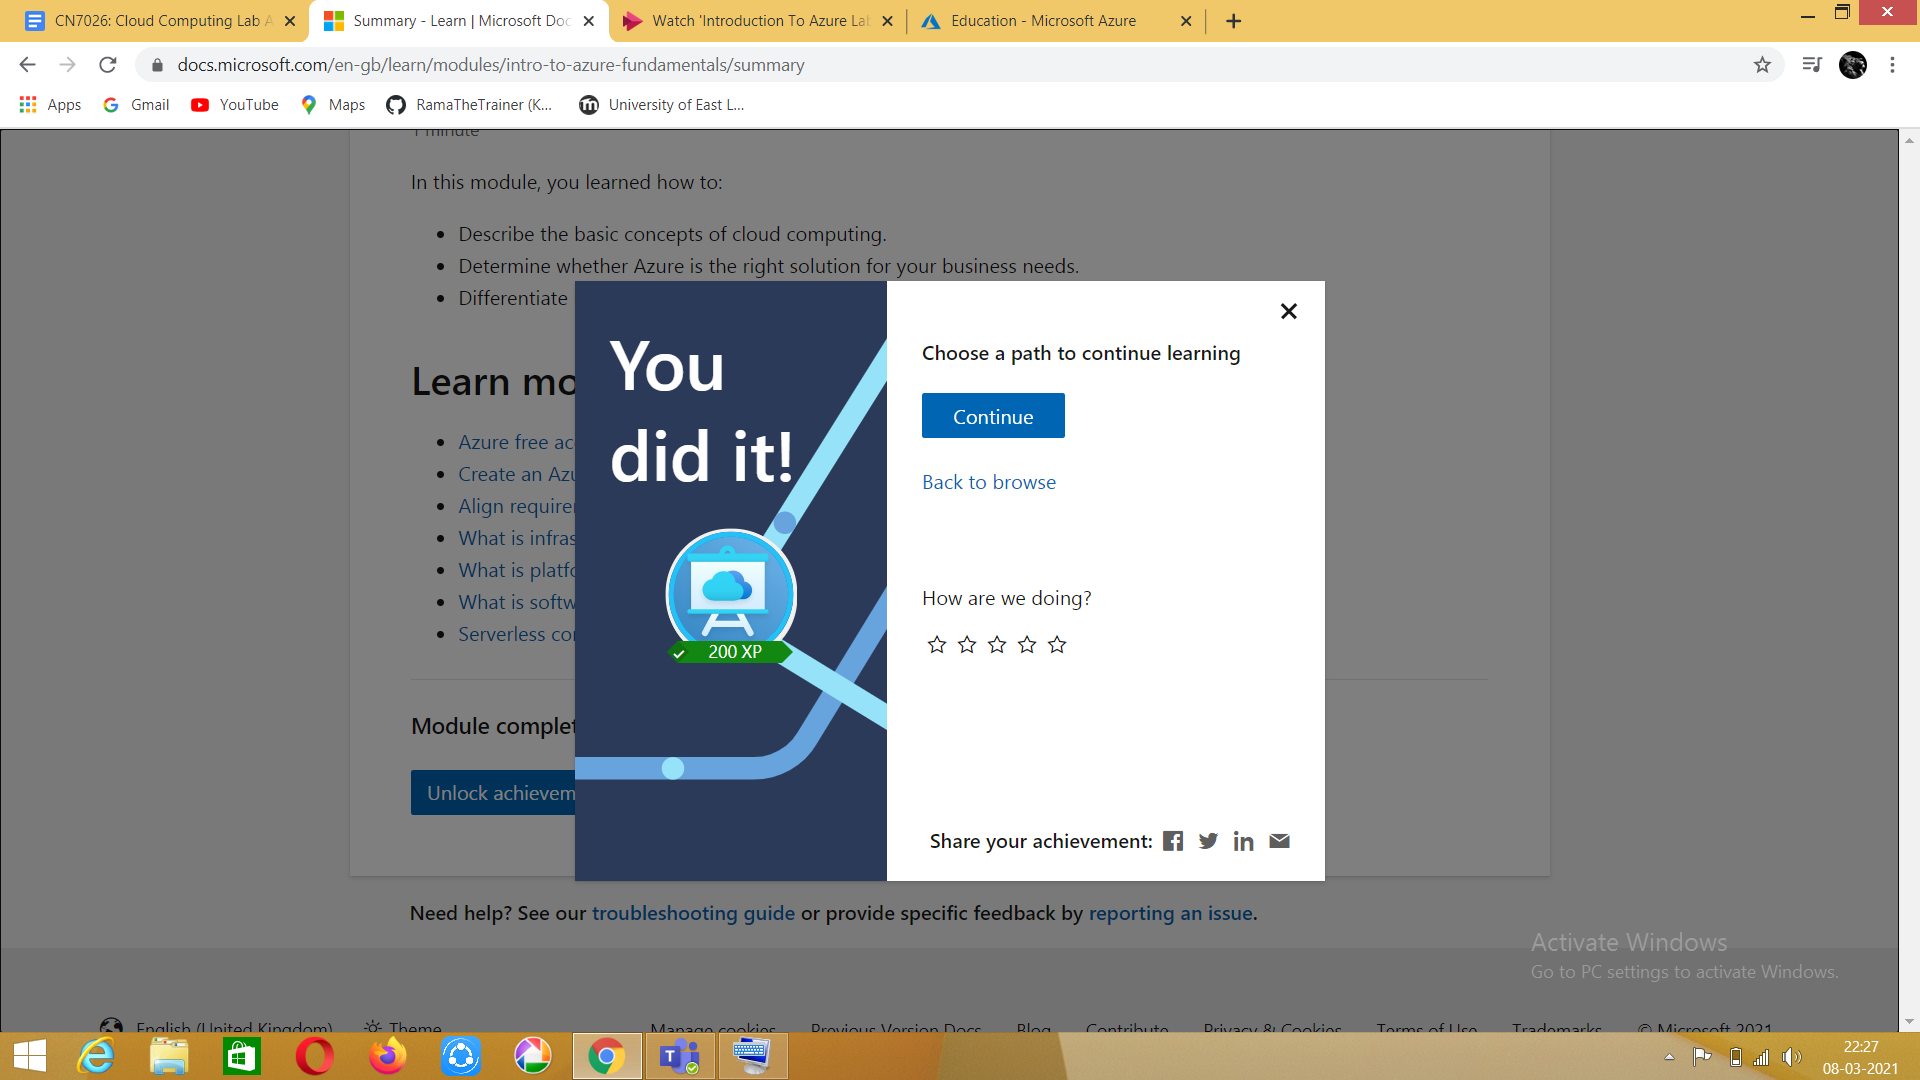 CN7026: Cloud Computing Lab A
Summary - Learn | Microsoft Doc
Watch 'Introduction To Azure Lab
Education - Microsoft Azure
docs.microsoft.com/en-gb/learn/modules/intro-to-azure-fundamentals/summary
Apps
Gmail
YouTube
Maps
RamaTheTrainer (K...
University of East L...
1 minute
In this module, you learned how to:
Describe the basic concepts of cloud computing.
Determine whether Azure is the right solution for your business needs.
Differentiate
Learn mo
Azure free ac
Create an Azu
Align require
What is infras
What is platfo
What is softw
Serverless co
Module complet
Unlock achievem
You
did it!
200 XP
Choose a path to continue learning
Continue
Back to browse
How are we doing?
Share your achievement:
Need help? See our troubleshooting guide or provide specific feedback by reporting an issue.
Activate Windows
Go to PC settings to activate Windows.
English (United Kingdom)
Theme
Manage cookies
Previous Version Docs
Blog
Contribute
Privacy & Cookies
Terms of Use
Trademarks
© Microsoft 2021
22:27
08-03-2021